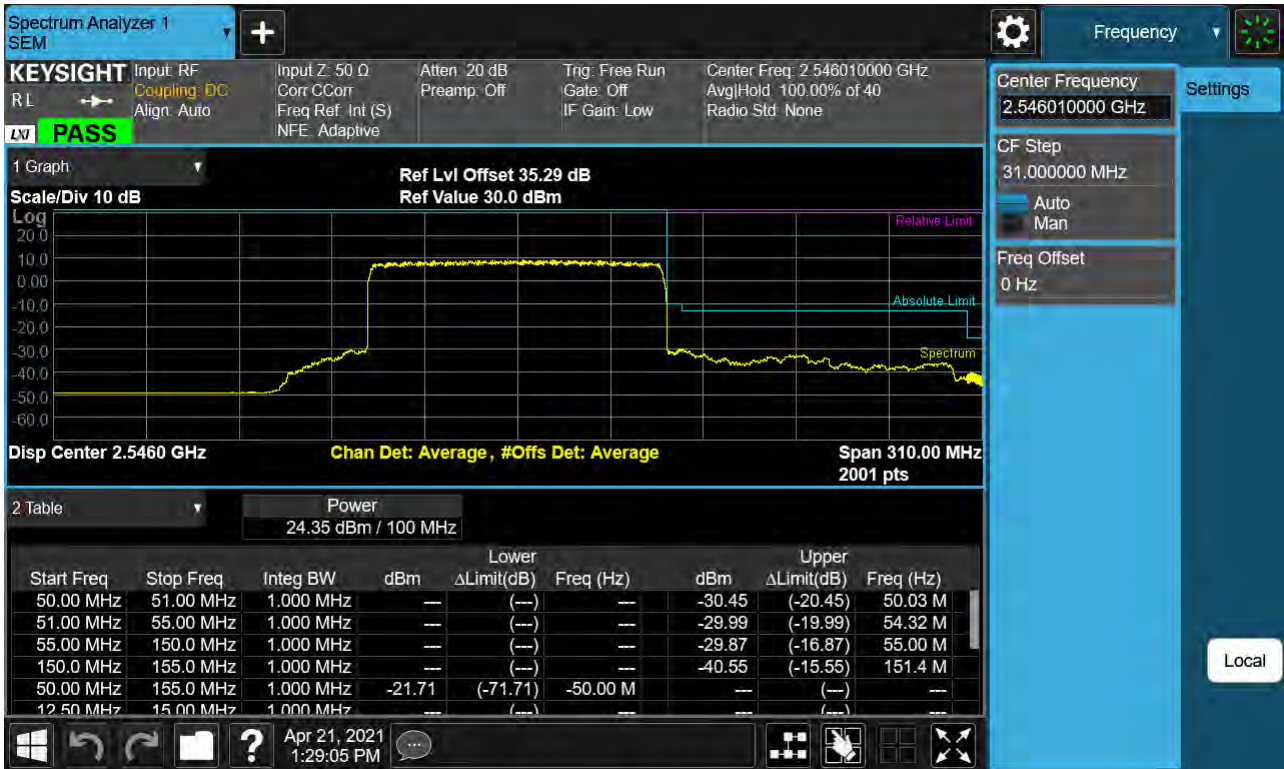 Spectrum Analyzer 1
SEM
Frequency
KEYSIGHT
R L
LXI
PASS
Input: RF
Coupling: DC
Align: Auto
Input Z: 50 Ω
Corr CCorr
Freq Ref: Int (S)
NFE: Adaptive
Atten: 20 dB
Preamp: Off
Trig: Free Run
Gate: Off
IF Gain: Low
Center Freq: 2.546010000 GHz
Avg|Hold: 100.00% of 40
Radio Std: None
Center Frequency
2.546010000 GHz
Settings
CF Step
31.000000 MHz
Auto
Man
Freq Offset
0 Hz
Local
1 Graph
Scale/Div 10 dB
Ref Lvl Offset 35.29 dB
Ref Value 30.0 dBm
Log
20.0
10.0
0.00
-10.0
-20.0
-30.0
-40.0
-50.0
-60.0
Relative Limit
Absolute Limit
Spectrum
Disp Center 2.5460 GHz
Chan Det: Average, #Offs Det: Average
Span 310.00 MHz
2001 pts
2 Table
Power
24.35 dBm / 100 MHz
Lower Upper
Start Freq Stop Freq Integ BW dBm ΔLimit(dB) Freq (Hz) dBm ΔLimit(dB) Freq (Hz)
50.00 MHz 51.00 MHz 1.000 MHz --- (---) --- -30.45 (-20.45) 50.03 M
51.00 MHz 55.00 MHz 1.000 MHz --- (---) --- -29.99 (-19.99) 54.32 M
55.00 MHz 150.0 MHz 1.000 MHz --- (---) --- -29.87 (-16.87) 55.00 M
150.0 MHz 155.0 MHz 1.000 MHz --- (---) --- -40.55 (-15.55) 151.4 M
50.00 MHz 155.0 MHz 1.000 MHz -21.71 (-71.71) -50.00 M --- (---) ---
12.50 MHz 15.00 MHz 1.000 MHz --- (---) --- --- (---) ---
?
Apr 21, 2021
1:29:05 PM